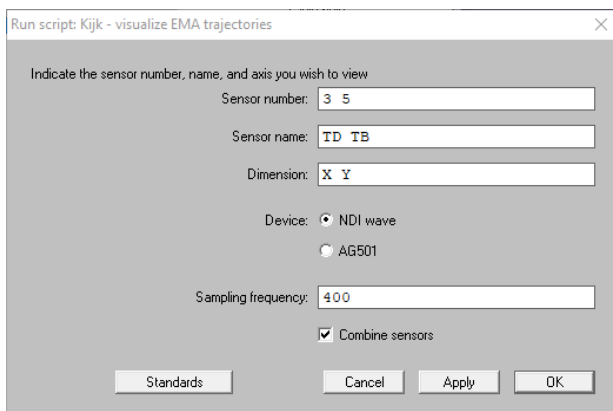 Run script: Kijk - visualize EMA trajectories
Indicate the sensor number, name, and axis you wish to view
Sensor number: 3 5
Sensor name: TD TB
Dimension: X Y
Device: NDI wave
AG501
Sampling frequency: 400
Combine sensors
Standards Cancel Apply OK